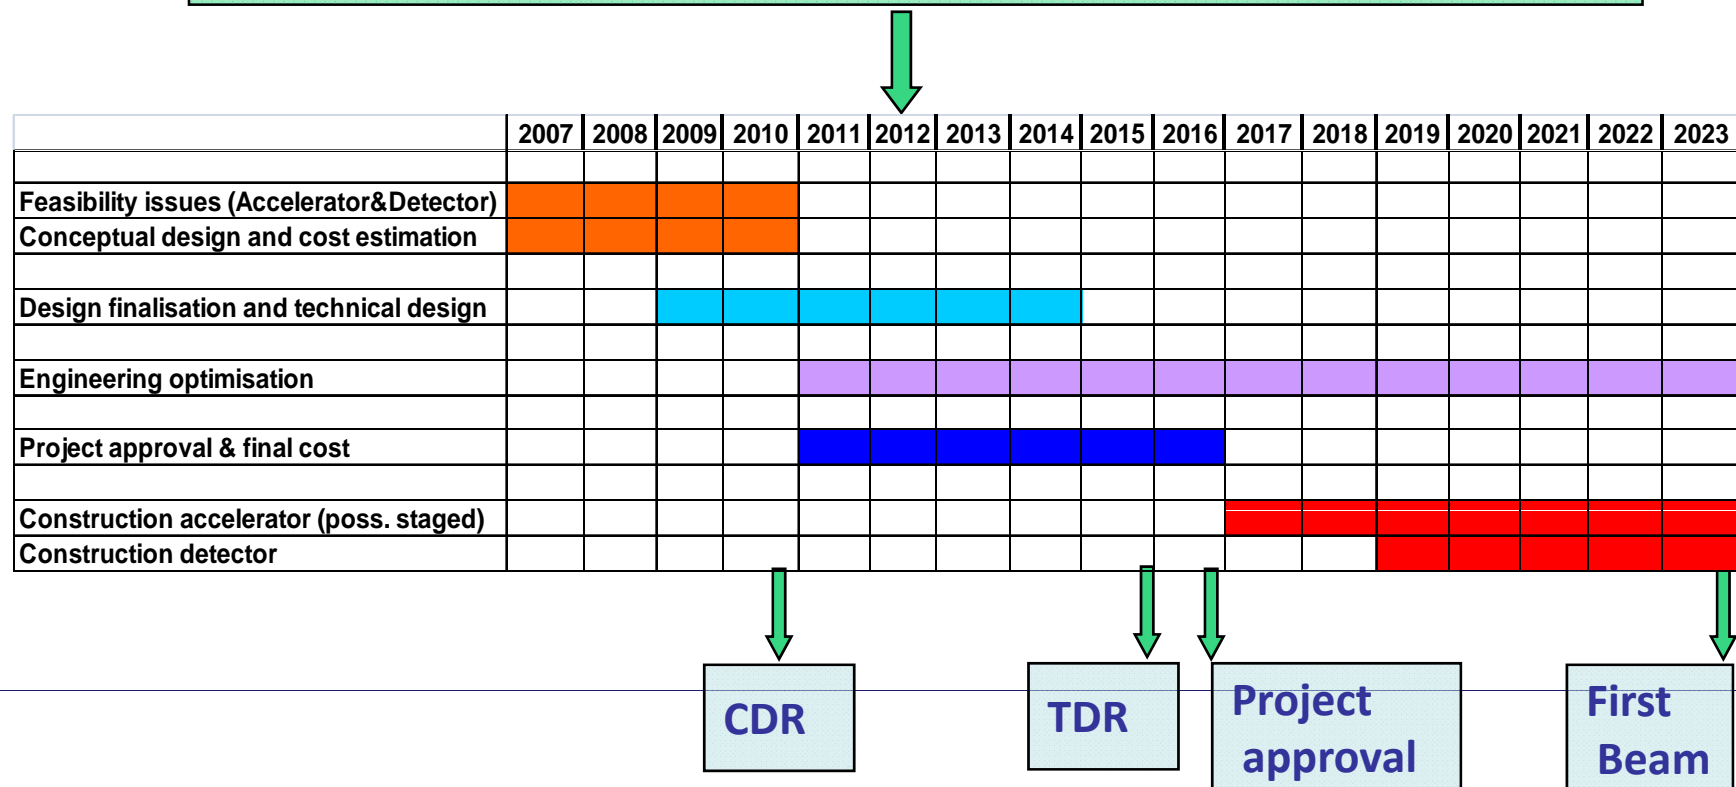 2007 2008 2009 2010 2011 2012 2013 2014 2015 2016 2017 2018 2019 2020 2021 2022 2023
Feasibility issues (Accelerator&Detector)
Conceptual design and cost estimation
Design finalisation and technical design
Engineering optimisation
Project approval & final cost
Construction accelerator (poss. staged)
Construction detector
CDR
TDR
Project
approval
First
Beam